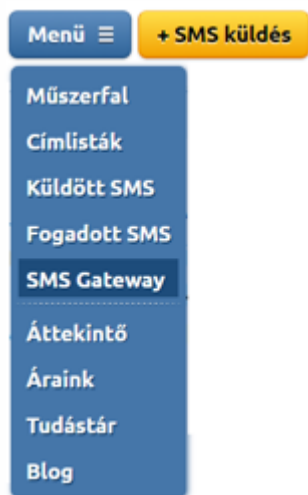 Menü ☰ + SMS küldés
Műszerfal
Címlisták
Küldött SMS
Fogadott SMS
SMS Gateway
Áttekintő
Áraink
Tudástár
Blog